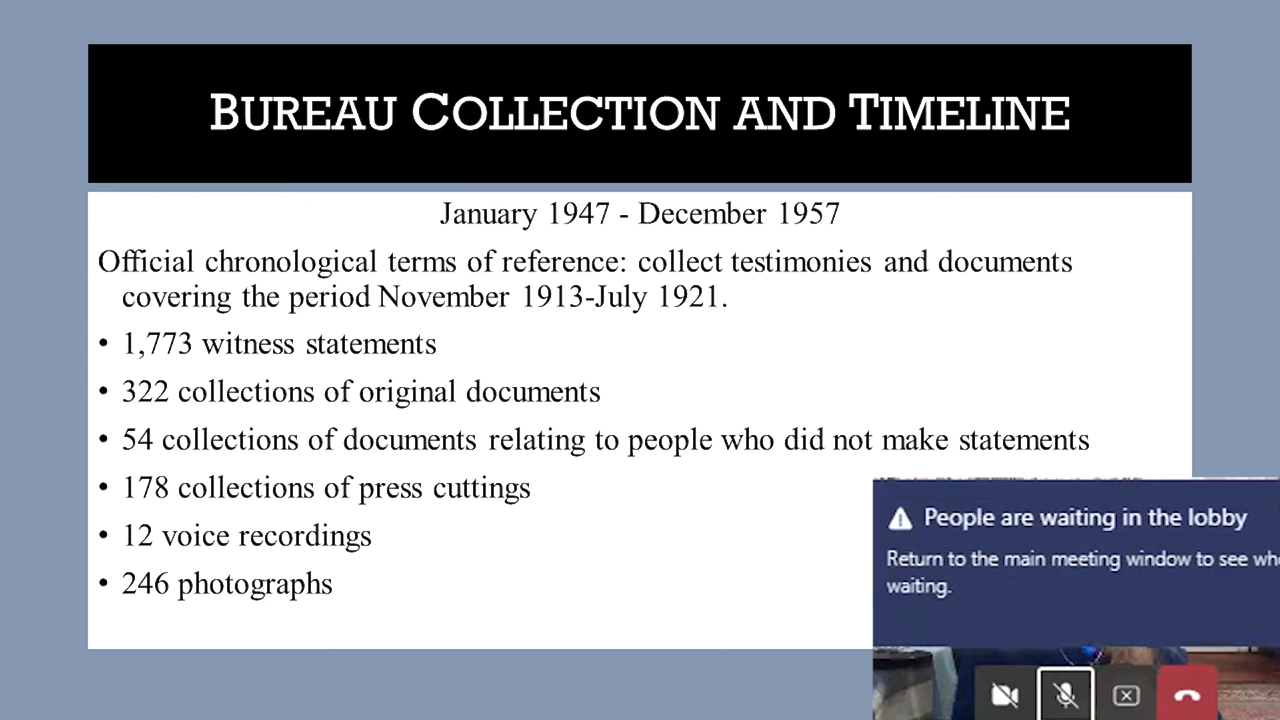 BUREAU COLLECTION AND TIMELINE
January 1947 - December 1957
Official chronological terms of reference: collect testimonies and documents
covering the period November 1913-July 1921.
• 1,773 witness statements
• 322 collections of original documents
• 54 collections of documents relating to people who did not make statements
• 178 collections of press cuttings
• 12 voice recordings
• 246 photographs
People are waiting in the lobby
Return to the main meeting window to see
waiting.